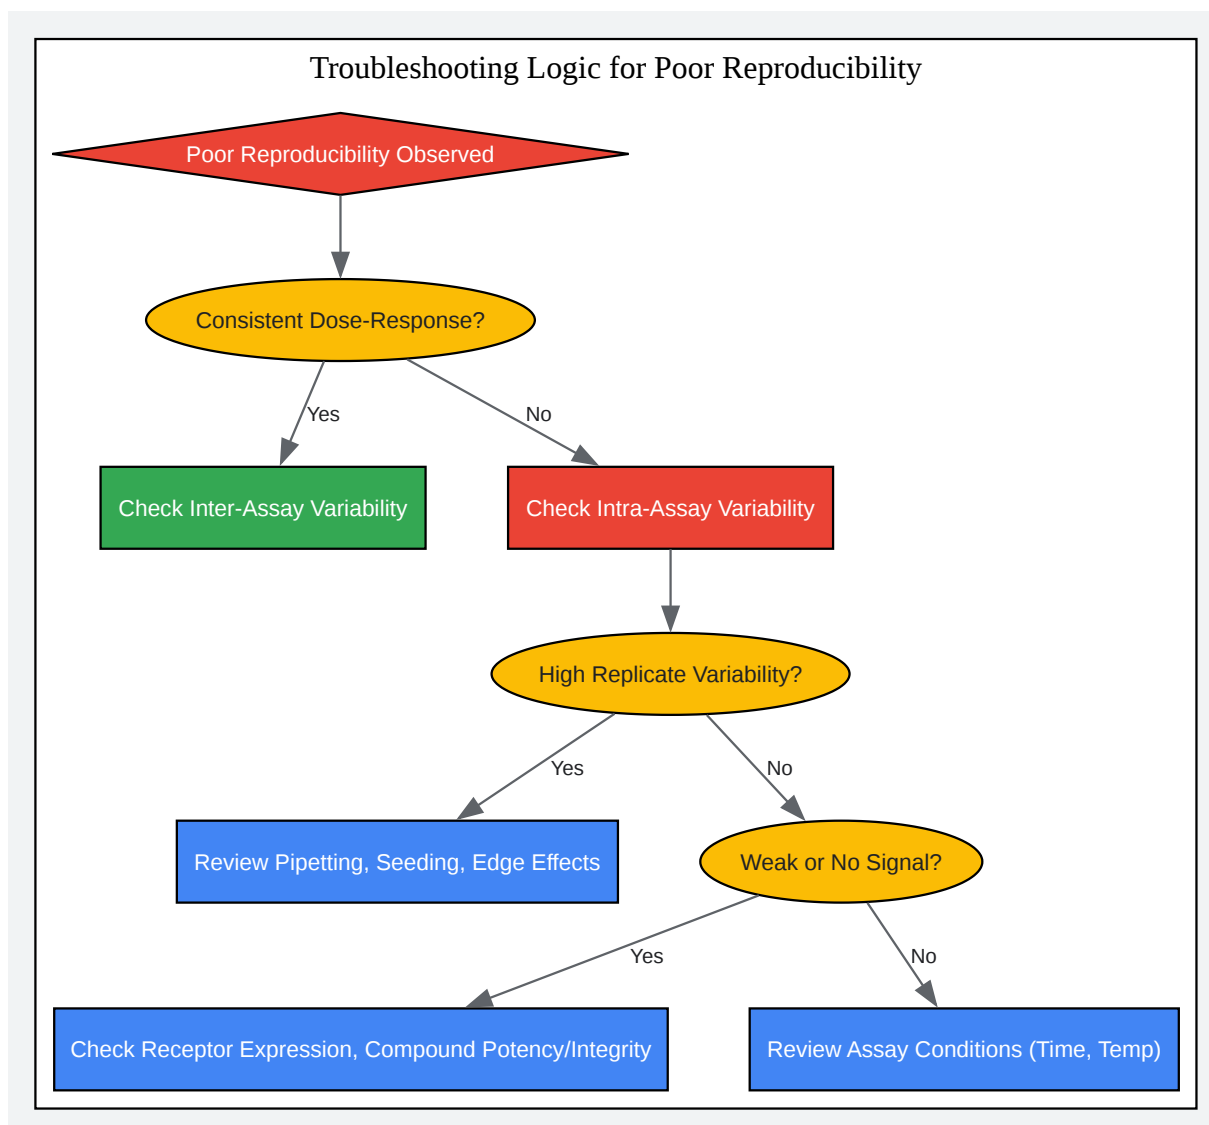 Troubleshooting Logic for Poor Reproducibility
Poor Reproducibility Observed
Consistent Dose-Response?
Yes
No
Check Inter-Assay Variability
Check Intra-Assay Variability
High Replicate Variability?
Yes
No
Review Pipetting, Seeding, Edge Effects
Weak or No Signal?
Yes
No
Check Receptor Expression, Compound Potency/Integrity
Review Assay Conditions (Time, Temp)